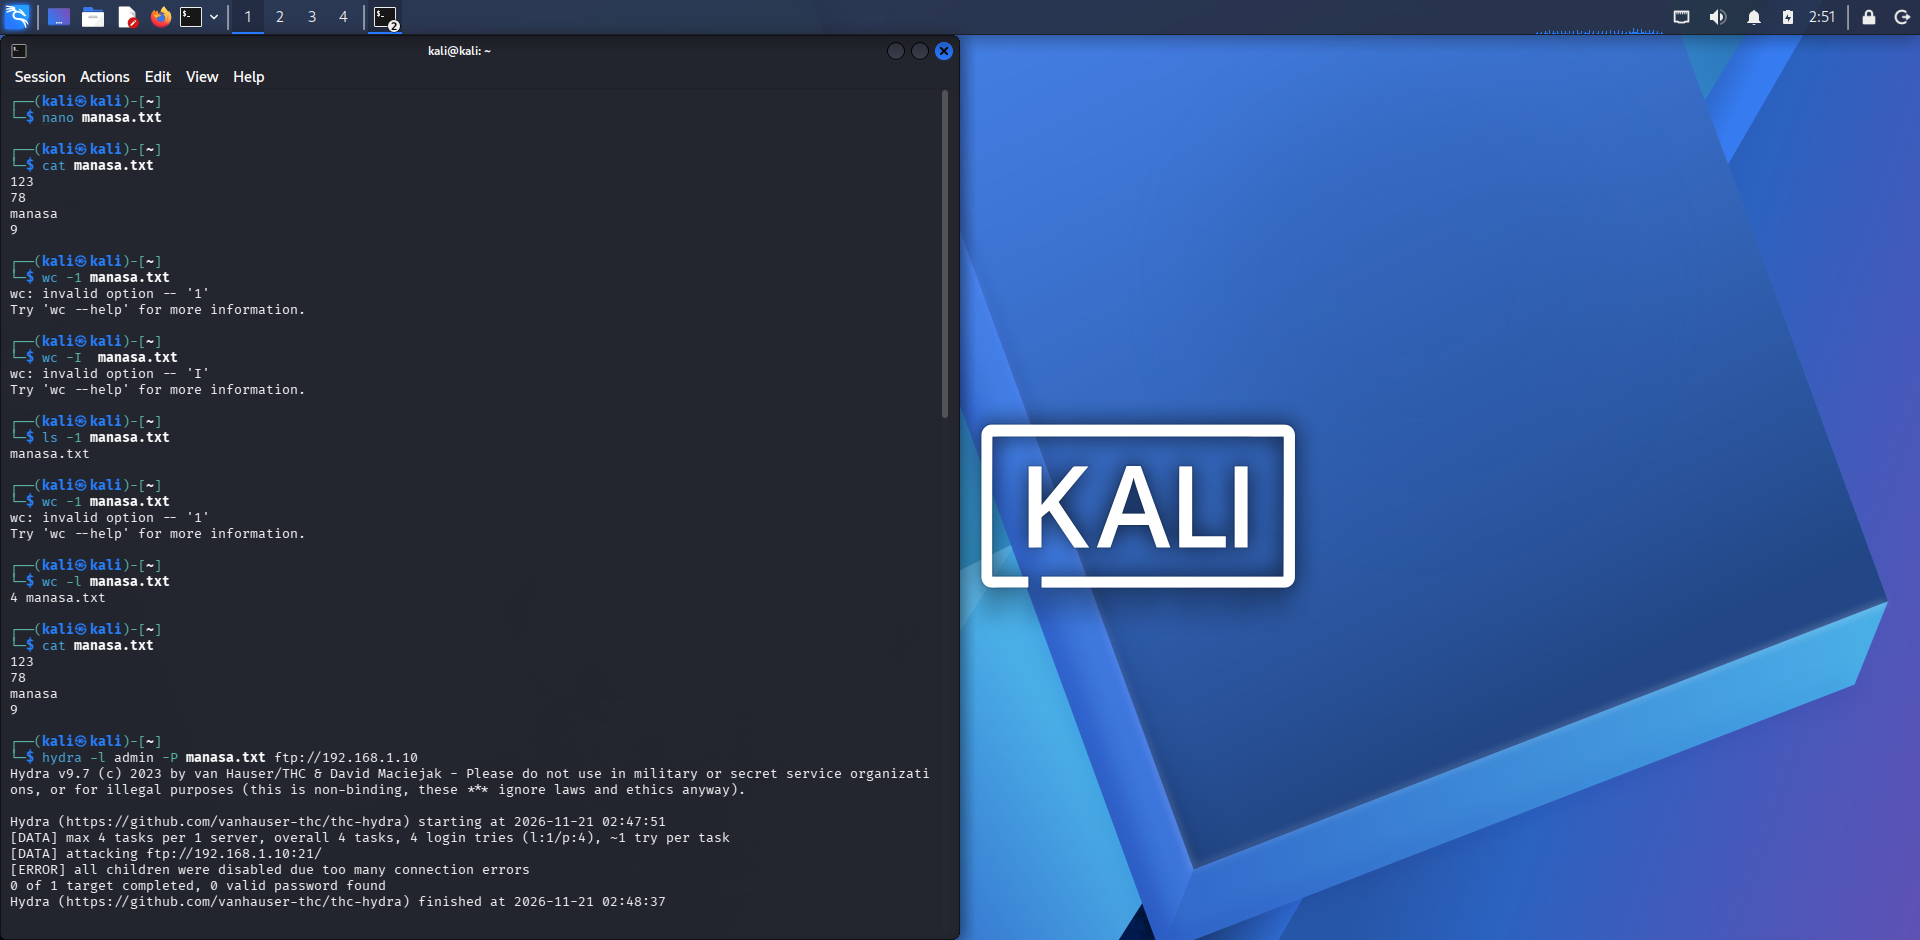 1 2 3 4 2 2:51
kali@kali: ~
Session Actions Edit View Help
┌──(kali㉿kali)-[~]
└─$ nano manasa.txt
┌──(kali㉿kali)-[~]
└─$ cat manasa.txt
123
78
manasa
9
┌──(kali㉿kali)-[~]
└─$ wc -1 manasa.txt
wc: invalid option -- '1'
Try 'wc --help' for more information.
┌──(kali㉿kali)-[~]
└─$ wc -I  manasa.txt
wc: invalid option -- 'I'
Try 'wc --help' for more information.
┌──(kali㉿kali)-[~]
└─$ ls -1 manasa.txt
manasa.txt
┌──(kali㉿kali)-[~]
└─$ wc -1 manasa.txt
wc: invalid option -- '1'
Try 'wc --help' for more information.
┌──(kali㉿kali)-[~]
└─$ wc -l manasa.txt
4 manasa.txt
┌──(kali㉿kali)-[~]
└─$ cat manasa.txt
123
78
manasa
9
┌──(kali㉿kali)-[~]
└─$ hydra -l admin -P manasa.txt ftp://192.168.1.10
Hydra v9.7 (c) 2023 by van Hauser/THC & David Maciejak - Please do not use in military or secret service organizati
ons, or for illegal purposes (this is non-binding, these *** ignore laws and ethics anyway).
Hydra (https://github.com/vanhauser-thc/thc-hydra) starting at 2026-11-21 02:47:51
[DATA] max 4 tasks per 1 server, overall 4 tasks, 4 login tries (l:1/p:4), ~1 try per task
[DATA] attacking ftp://192.168.1.10:21/
[ERROR] all children were disabled due too many connection errors
0 of 1 target completed, 0 valid password found
Hydra (https://github.com/vanhauser-thc/thc-hydra) finished at 2026-11-21 02:48:37
KALI